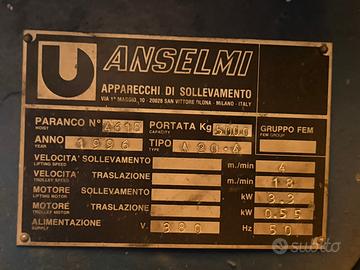 ANSELMI
APPARECCHI DI SOLLEVAMENTO
VIA 1° MAGGIO, 10 - 20028 SAN VITTORE OLONA - MILANO - ITALY
PARANCO N° PORTATA Kg 5000 GRUPPO FEM
HOIST CAPACITY FEM GROUP
ANNO 1996 TIPO A 20-A
YEAR TYPE
VELOCITA' SOLLEVAMENTO m./min 4
LIFTING SPEED
VELOCITA' TRASLAZIONE m./min 18
TROLLEY SPEED
MOTORE SOLLEVAMENTO kW 3.3
LIFTING MOTOR
MOTORE TRASLAZIONE kW 0.55
TROLLEY MOTOR
ALIMENTAZIONE V 380 Hz 50
SUPPLY
subito